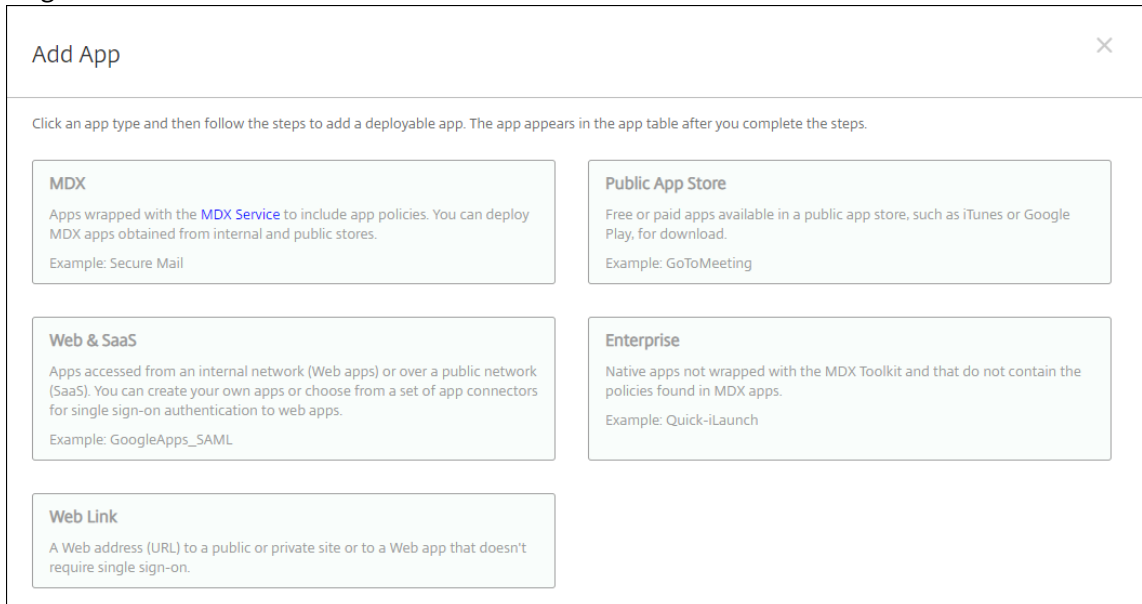 Add App
Click an app type and then follow the steps to add a deployable app. The app appears in the app table after you complete the steps.
MDX
Apps wrapped with the MDX Service to include app policies. You can deploy
MDX apps obtained from internal and public stores.
Example: Secure Mail
Public App Store
Free or paid apps available in a public app store, such as iTunes or Google
Play, for download.
Example: GoToMeeting
Web & SaaS
Apps accessed from an internal network (Web apps) or over a public network
(SaaS). You can create your own apps or choose from a set of app connectors
for single sign-on authentication to web apps.
Example: GoogleApps_SAML
Enterprise
Native apps not wrapped with the MDX Toolkit and that do not contain the
policies found in MDX apps.
Example: Quick-iLaunch
Web Link
A Web address (URL) to a public or private site or to a Web app that doesn't
require single sign-on.